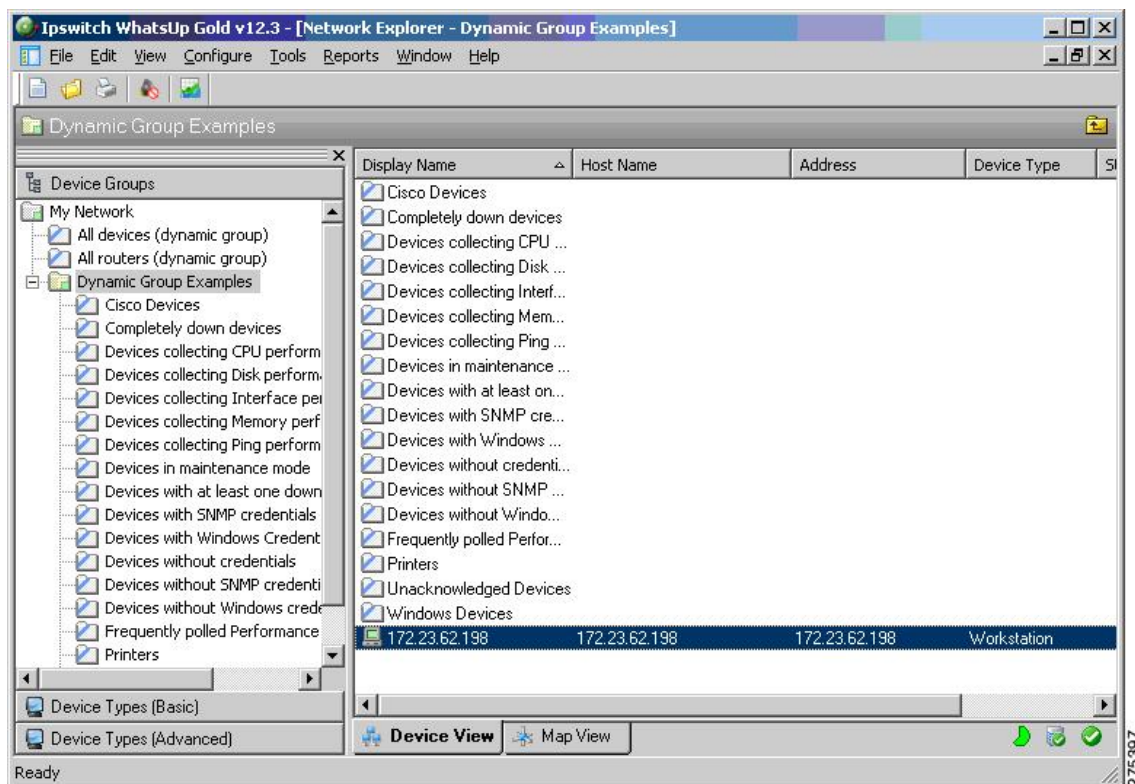 Ipswitch WhatsUp Gold v12.3 - [Network Explorer - Dynamic Group Examples]
File Edit View Configure Tools Reports Window Help
Dynamic Group Examples
Device Groups
My Network
All devices (dynamic group)
All routers (dynamic group)
Dynamic Group Examples
Cisco Devices
Completely down devices
Devices collecting CPU perform
Devices collecting Disk performa
Devices collecting Interface per
Devices collecting Memory perf
Devices collecting Ping perform
Devices in maintenance mode
Devices with at least one down
Devices with SNMP credentials
Devices with Windows Credent
Devices without credentials
Devices without SNMP credenti
Devices without Windows crede
Frequently polled Performance
Printers
Device Types (Basic)
Device Types (Advanced)
Display Name Host Name Address Device Type
Cisco Devices
Completely down devices
Devices collecting CPU ...
Devices collecting Disk ...
Devices collecting Interf...
Devices collecting Mem...
Devices collecting Ping ...
Devices in maintenance ...
Devices with at least on...
Devices with SNMP cre...
Devices with Windows ...
Devices without credenti...
Devices without SNMP ...
Devices without Windo...
Frequently polled Perfor...
Printers
Unacknowledged Devices
Windows Devices
172.23.62.198 172.23.62.198 172.23.62.198 Workstation
Device View Map View
Ready
275397